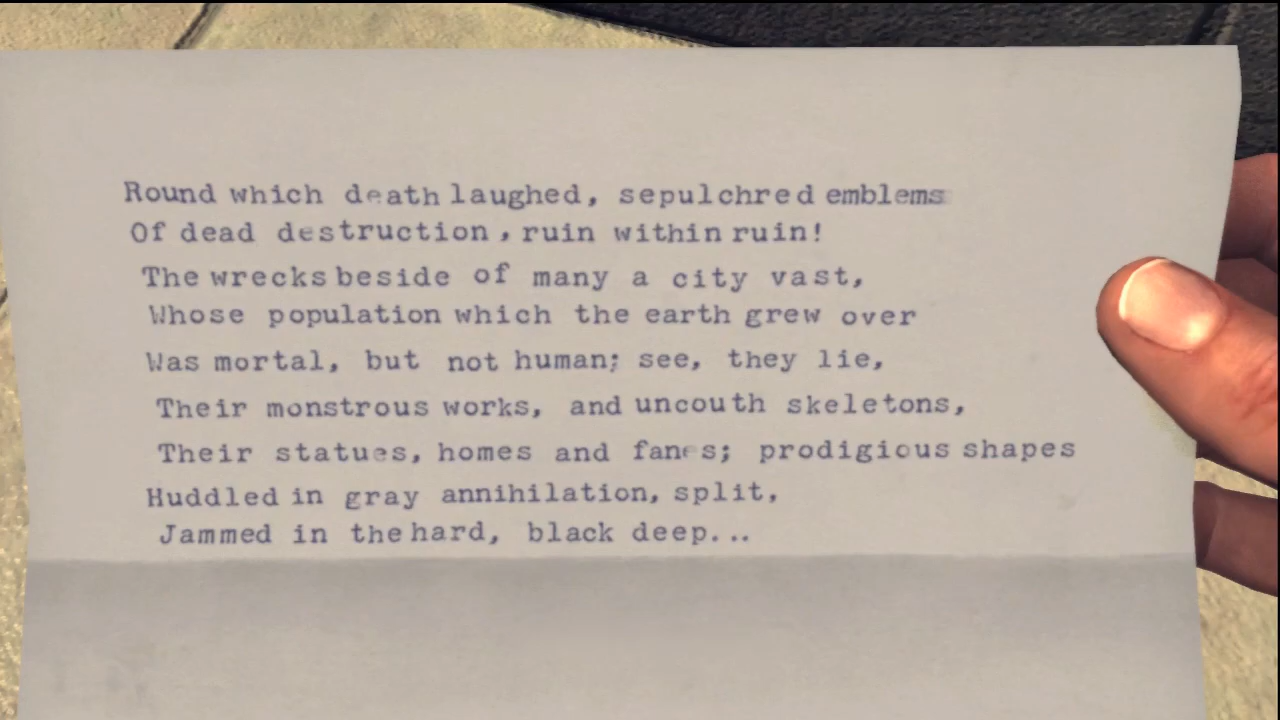 Round which death laughed, sepulchred emblems
Of dead destruction, ruin within ruin!
The wrecks beside of many a city vast,
Whose population which the earth grew over
Was mortal, but not human; see, they lie,
Their monstrous works, and uncouth skeletons,
Their statues, homes and fanes; prodigious shapes
Huddled in gray annihilation, split,
Jammed in the hard, black deep...